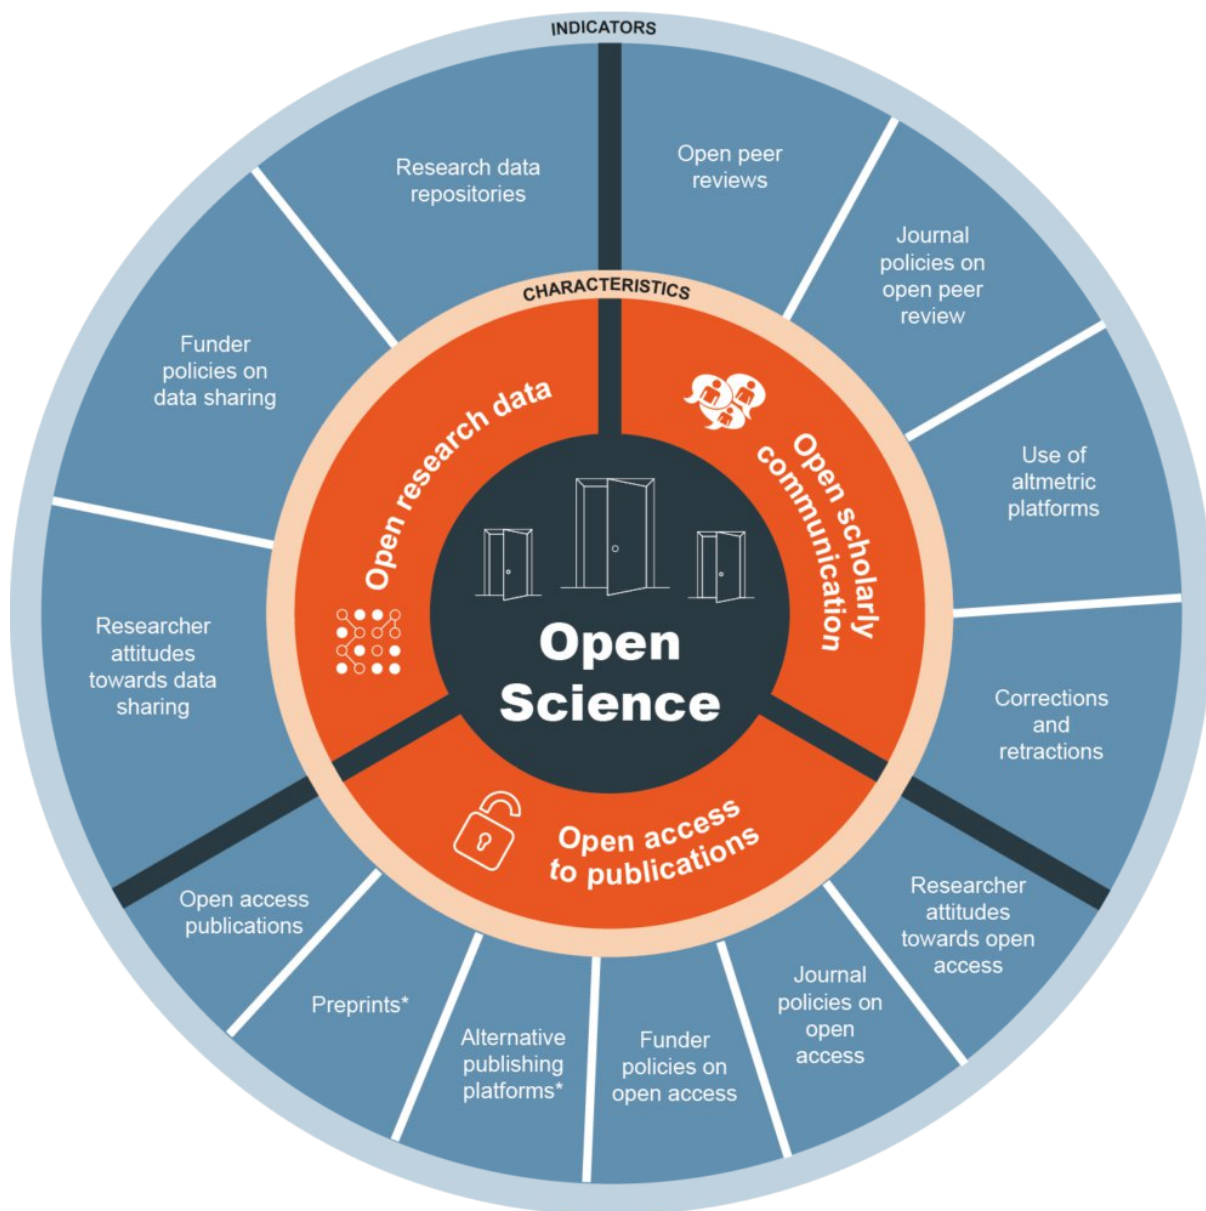 INDICATORS
Research data
repositories
Open peer
reviews
Journal
policies on
open peer
review
Funder
policies on
data sharing
CHARACTERISTICS
Open research data
Open scholarly
communication
Use of
altmetric
platforms
Researcher
attitudes
towards data
sharing
Open
Science
Corrections
and
retractions
Open access
to publications
Open access
publications
Preprints*
Alternative
publishing
platforms*
Funder
policies on
open access
Journal
policies on
open
access
Researcher
attitudes
towards open
access